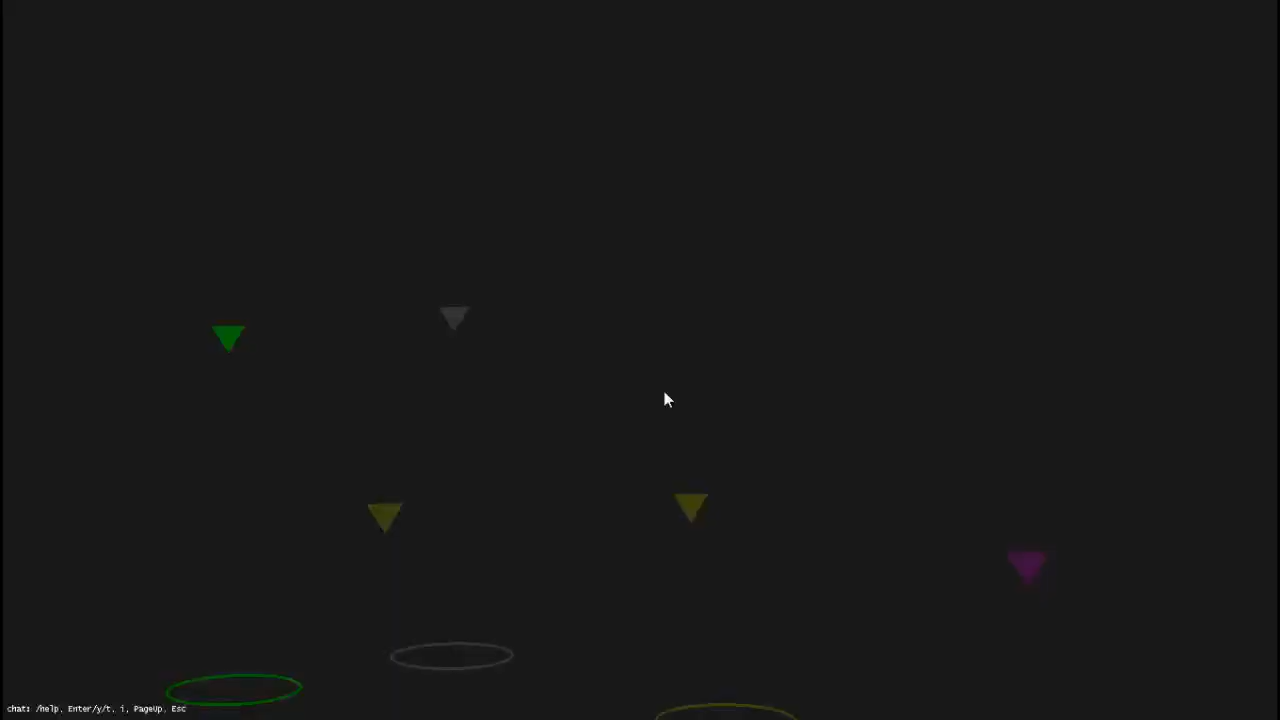 chat: /help, Enter/y/t, i, PageUp, Esc